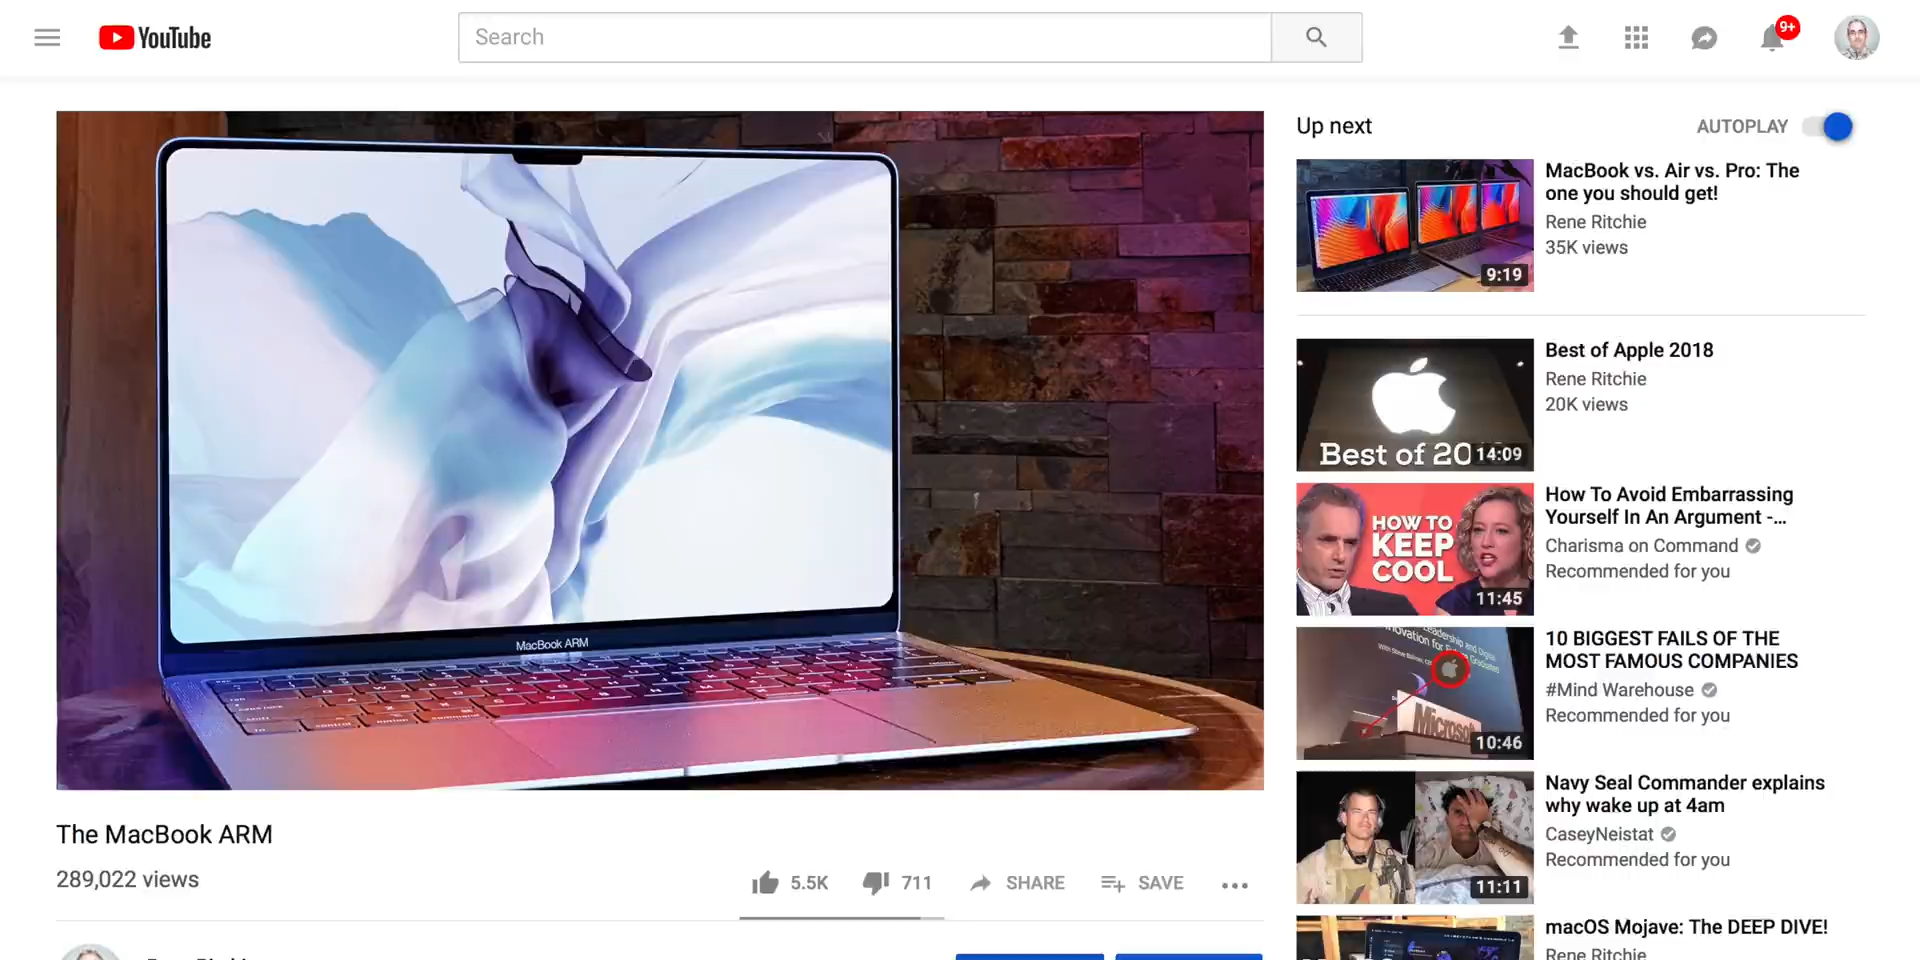 YouTube
Search
9+
MacBook ARM
The MacBook ARM
289,022 views
5.5K
711
SHARE
SAVE
Up next
AUTOPLAY
9:19
MacBook vs. Air vs. Pro: The
one you should get!
Rene Ritchie
35K views
Best of 20
14:09
Best of Apple 2018
Rene Ritchie
20K views
HOW TO
KEEP
COOL
11:45
How To Avoid Embarrassing
Yourself In An Argument -...
Charisma on Command
Recommended for you
Microsof
10:46
10 BIGGEST FAILS OF THE
MOST FAMOUS COMPANIES
#Mind Warehouse
Recommended for you
11:11
Navy Seal Commander explains
why wake up at 4am
CaseyNeistat
Recommended for you
macOS Mojave: The DEEP DIVE!
Rene Ritchie